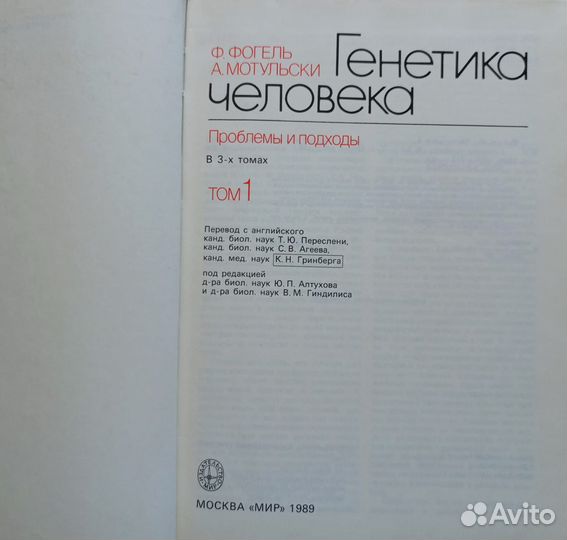 Ф. ФОГЕЛЬ
А. МОТУЛЬСКИ
Генетика
человека
Проблемы и подходы
В 3-х томах
ТОМ 1
Перевод с английского
канд. биол. наук Т. Ю. Переслени,
канд. биол. наук С. В. Агеева,
канд. мед. наук К. Н. Гринберга
под редакцией
д-ра биол. наук Ю. П. Алтухова
и д-ра биол. наук В. М. Гиндилиса
ИЗДАТЕЛЬСТВО МИР
МОСКВА «МИР» 1989
Avito